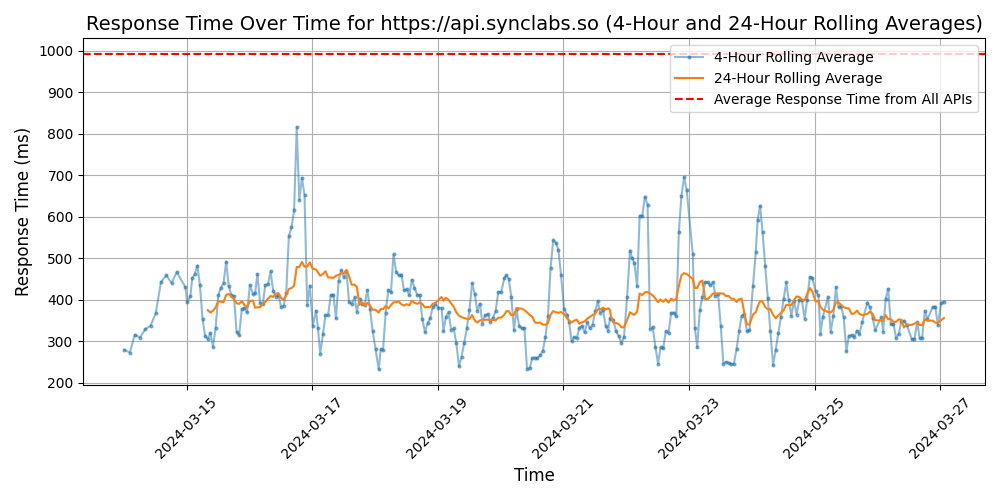 Response Time Over Time for https://api.synclabs.so (4-Hour and 24-Hour Rolling Averages)
4-Hour Rolling Average
24-Hour Rolling Average
Average Response Time from All APIs
Response Time (ms)
1000
900
800
700
600
500
400
300
200
2024-03-15
2024-03-17
2024-03-19
2024-03-21
2024-03-23
2024-03-25
2024-03-27
Time